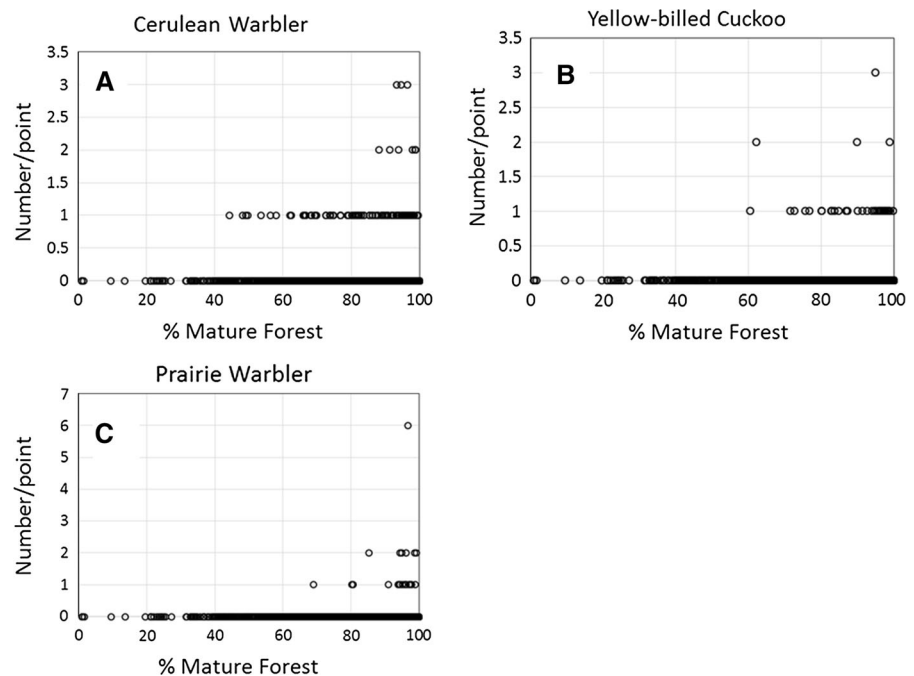 Cerulean Warbler
A
Number/point
3.5
3
2.5
2
1.5
1
0.5
0
0 20 40 60 80 100
% Mature Forest
Yellow-billed Cuckoo
B
Number/point
3.5
3
2.5
2
1.5
1
0.5
0
0 20 40 60 80 100
% Mature Forest
Prairie Warbler
C
Number/point
7
6
5
4
3
2
1
0
0 20 40 60 80 100
% Mature Forest